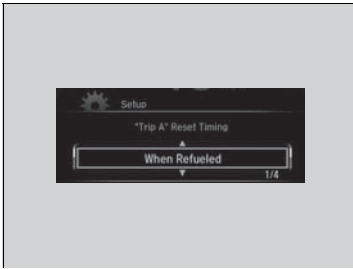 Setup
"Trip A" Reset Timing
When Refueled
1/4